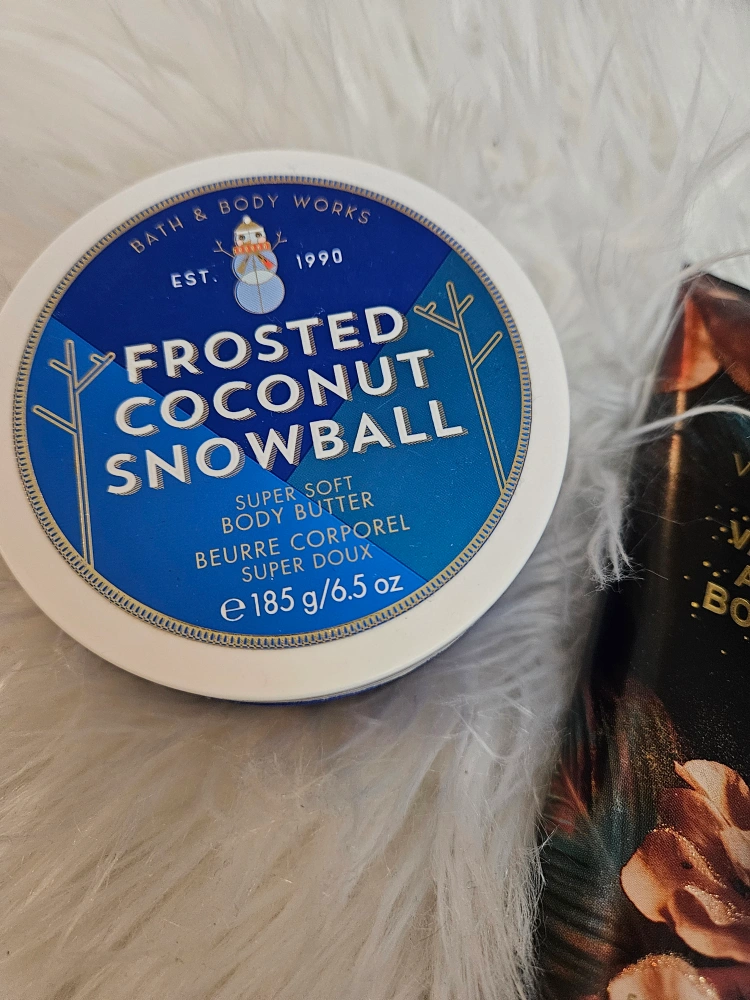 BATH & BODY WORKS
EST. 1990
FROSTED
COCONUT
SNOWBALL
SUPER SOFT
BODY BUTTER
BEURRE CORPOREL
SUPER DOUX
℮185 g/6.5 oz